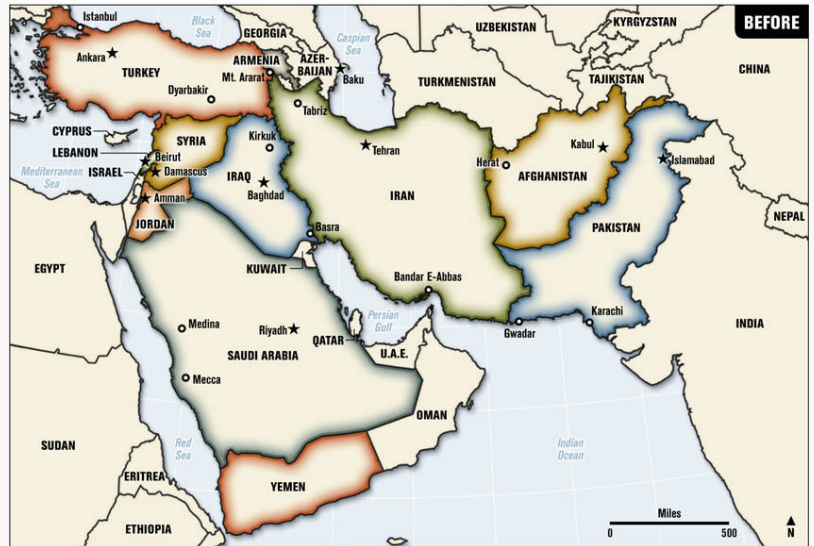 BEFORE
Istanbul
Black
Sea
GEORGIA
Caspian
Sea
UZBEKISTAN
KYRGYZSTAN
Ankara
TURKEY
ARMENIA
AZER-
BAIJAN
Mt. Ararat
Baku
TURKMENISTAN
TAJIKISTAN
CHINA
Dyarbakir
Tabriz
CYPRUS
SYRIA
Kirkuk
LEBANON
Beirut
Tehran
Kabul
Herat
Islamabad
Mediterranean
Sea
ISRAEL
Damascus
IRAQ
AFGHANISTAN
Amman
Baghdad
IRAN
JORDAN
Basra
PAKISTAN
NEPAL
EGYPT
KUWAIT
Bandar E-Abbas
Persian
Gulf
Karachi
Medina
Riyadh
QATAR
Gwadar
INDIA
SAUDI ARABIA
U.A.E.
Mecca
OMAN
SUDAN
Red
Sea
Indian
Ocean
ERITREA
YEMEN
Miles
0
500
N
ETHIOPIA